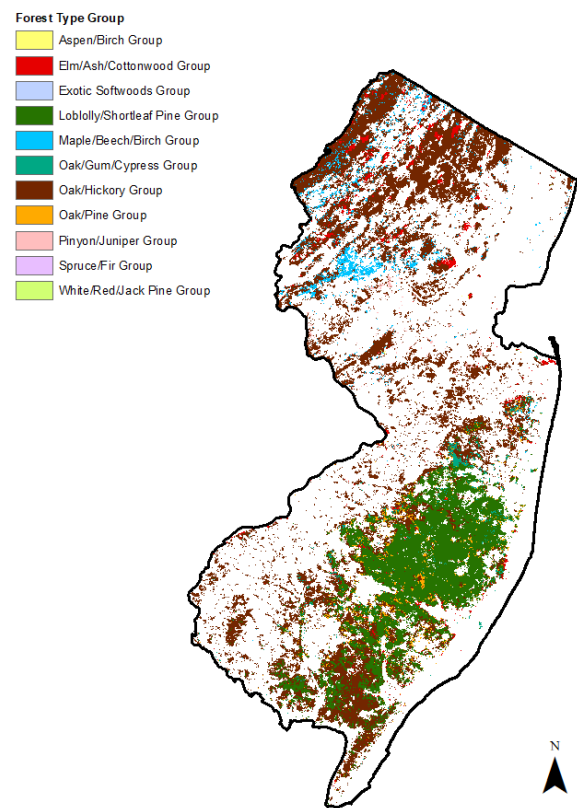 Forest Type Group
Aspen/Birch Group
Elm/Ash/Cottonwood Group
Exotic Softwoods Group
Loblolly/Shortleaf Pine Group
Maple/Beech/Birch Group
Oak/Gum/Cypress Group
Oak/Hickory Group
Oak/Pine Group
Pinyon/Juniper Group
Spruce/Fir Group
White/Red/Jack Pine Group
N